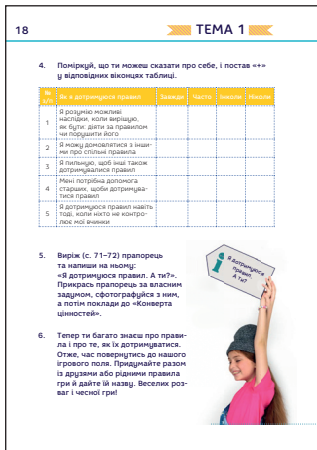 18
ТЕМА 1
4. Поміркуй, що ти можеш сказати про себе, і постав «+»
у відповідних віконцях таблиці.
№ з/п Як я дотримуюся правил Завжди Часто Інколи Ніколи
1 Я розумію можливі
наслідки, коли вирішую,
як бути: діяти за правилом
чи порушити його
2 Я можу домовлятися з інши-
ми про спільні правила
3 Я пильную, щоб інші також
дотримувалися правил
4 Мені потрібна допомога
старших, щоби дотримува-
тися правил
5 Я дотримуюся правил навіть
тоді, коли ніхто не контро-
лює мої вчинки
5. Виріж (с. 71–72) прапорець
та напиши на ньому:
«Я дотримуюся правил. А ти?».
Прикрась прапорець за власним
задумом, сфотографуйся з ним,
а потім поклади до «Конверта
цінностей».
Я дотримуюся
правил
А ти?
6. Тепер ти багато знаєш про прави-
ла і про те, як їх дотримуватися.
Отже, час повернутись до нашого
ігрового поля. Придумайте разом
із друзями або рідними правила
гри й дайте їй назву. Веселих роз-
ваг і чесної гри!